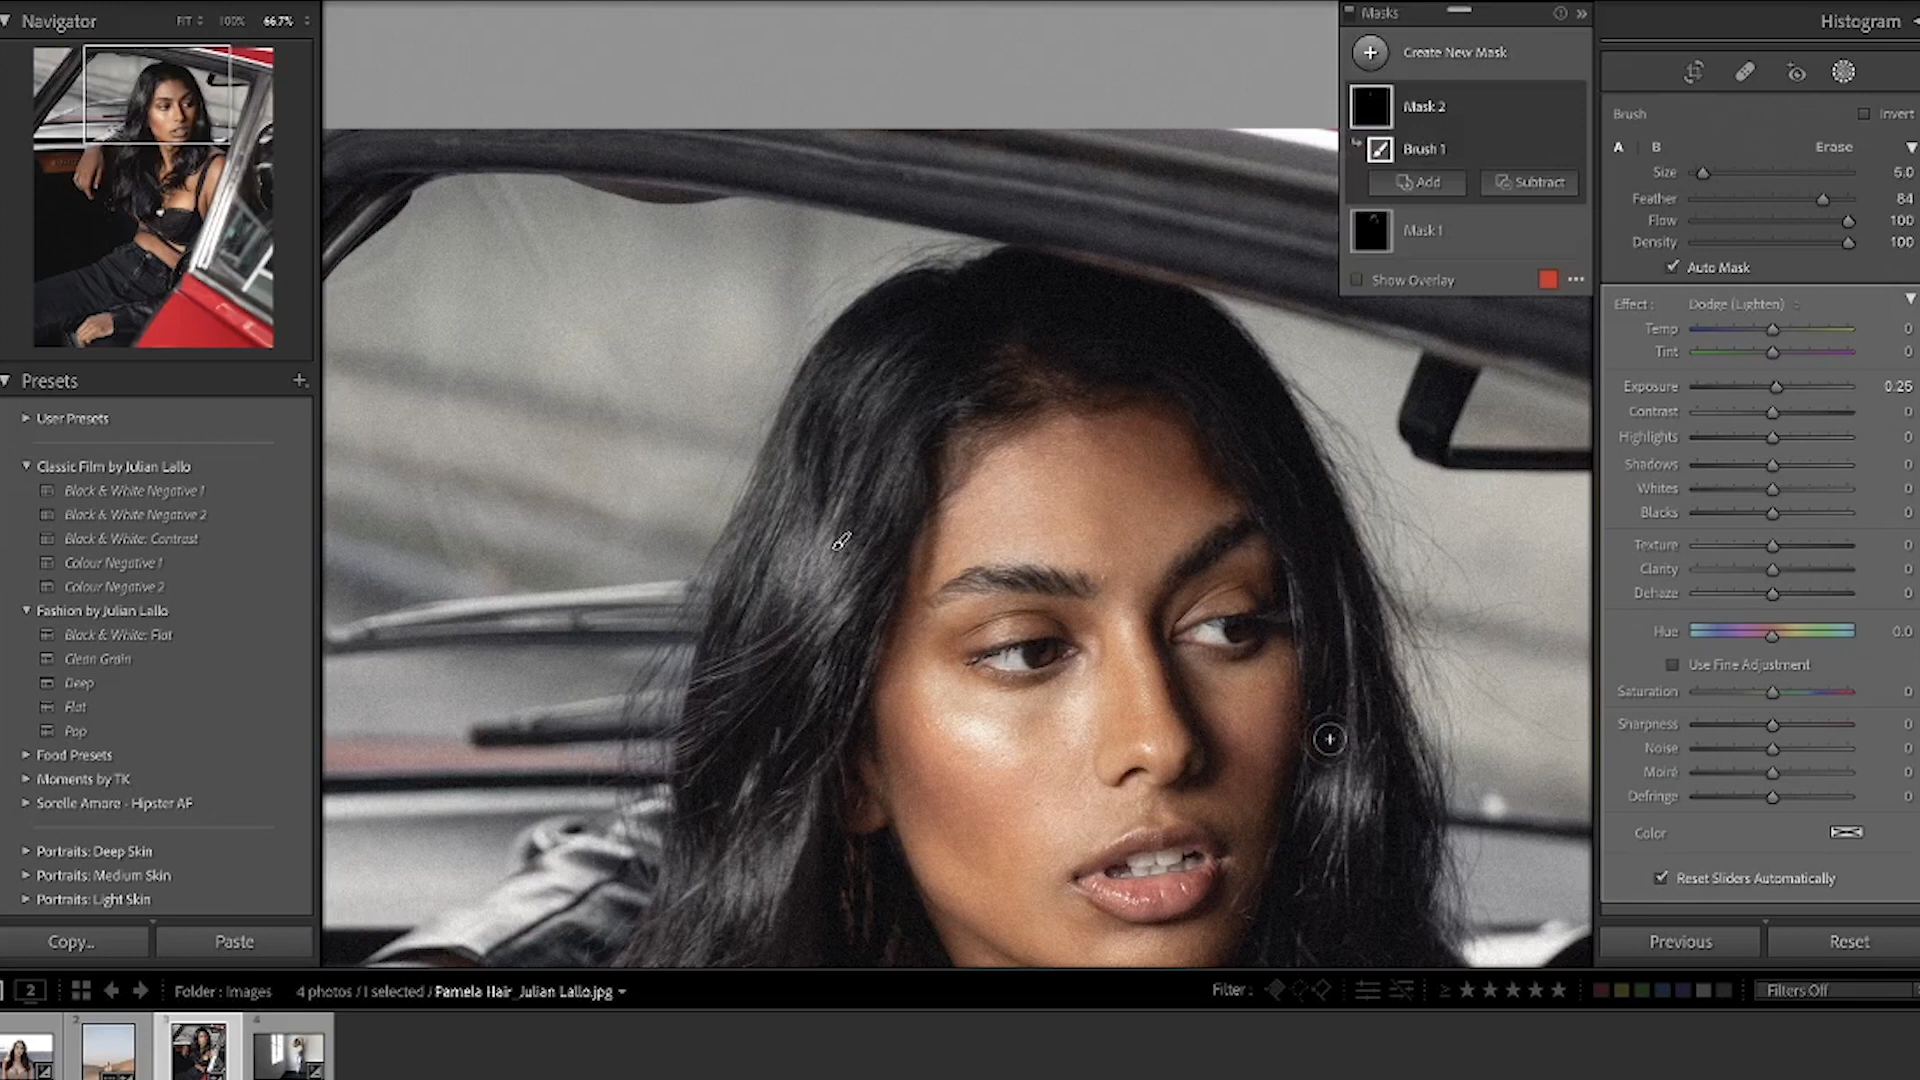 Navigator
FIT
100%
66.7%
Presets
+
User Presets
Classic Film by Julian Lallo
Black & White Negative 1
Black & White Negative 2
Black & White: Contrast
Colour Negative 1
Colour Negative 2
Fashion by Julian Lallo
Black & White: Flat
Clean Grain
Deep
Flat
Pop
Food Presets
Moments by TK
Sorelle Amore - Hipster AF
Portraits: Deep Skin
Portraits: Medium Skin
Portraits: Light Skin
Copy...
Paste
Masks
Create New Mask
Mask 2
Brush 1
Add
Subtract
Mask 1
Show Overlay
Histogram
Brush
Invert
A
B
Erase
Size 5.0
Feather 84
Flow 100
Density 100
Auto Mask
Effect : Dodge (Lighten)
Temp 0
Tint 0
Exposure 0.25
Contrast 0
Highlights 0
Shadows 0
Whites 0
Blacks 0
Texture 0
Clarity 0
Dehaze 0
Hue 0.0
Use Fine Adjustment
Saturation 0
Sharpness 0
Noise 0
Moiré 0
Defringe 0
Color
Reset Sliders Automatically
Previous
Reset
2
Folder : Images
4 photos / 1 selected / Pamela Hair_Julian Lallo.jpg
Filter :
≥
Filters Off
2
3
4